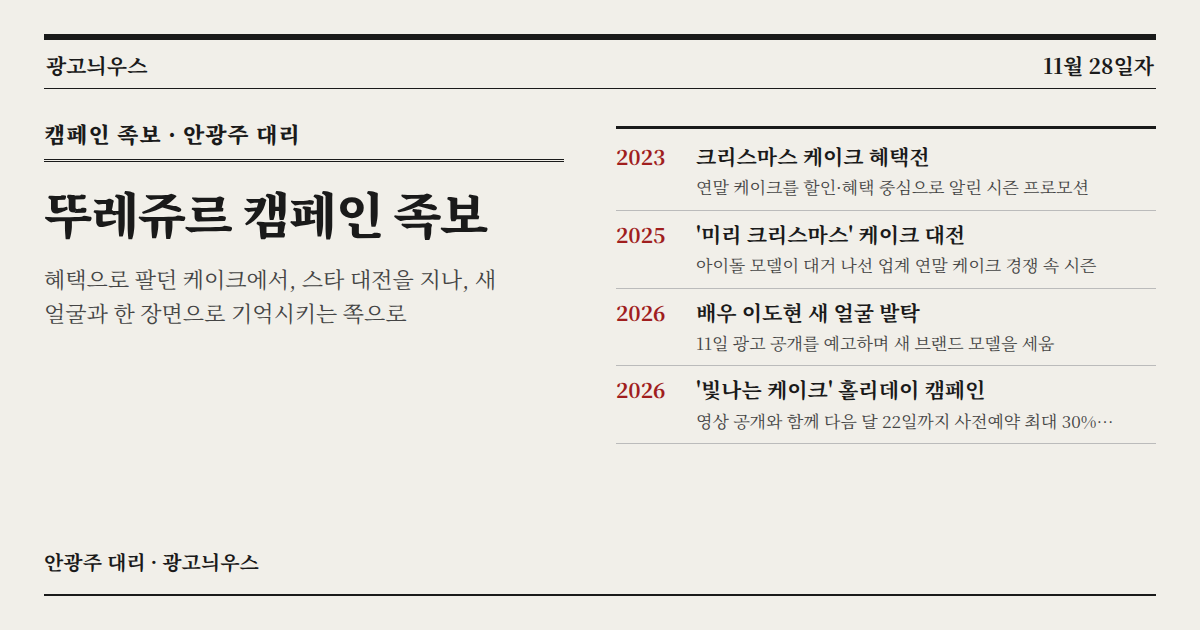 광고늬우스
11월 28일자
캠페인 족보 · 안광주 대리
뚜레쥬르 캠페인 족보
혜택으로 팔던 케이크에서, 스타 대전을 지나, 새
얼굴과 한 장면으로 기억시키는 쪽으로
2023 크리스마스 케이크 혜택전
연말 케이크를 할인·혜택 중심으로 알린 시즌 프로모션
2025 '미리 크리스마스' 케이크 대전
아이돌 모델이 대거 나선 업계 연말 케이크 경쟁 속 시즌
2026 배우 이도현 새 얼굴 발탁
11일 광고 공개를 예고하며 새 브랜드 모델을 세움
2026 '빛나는 케이크' 홀리데이 캠페인
영상 공개와 함께 다음 달 22일까지 사전예약 최대 30%…
안광주 대리 · 광고늬우스